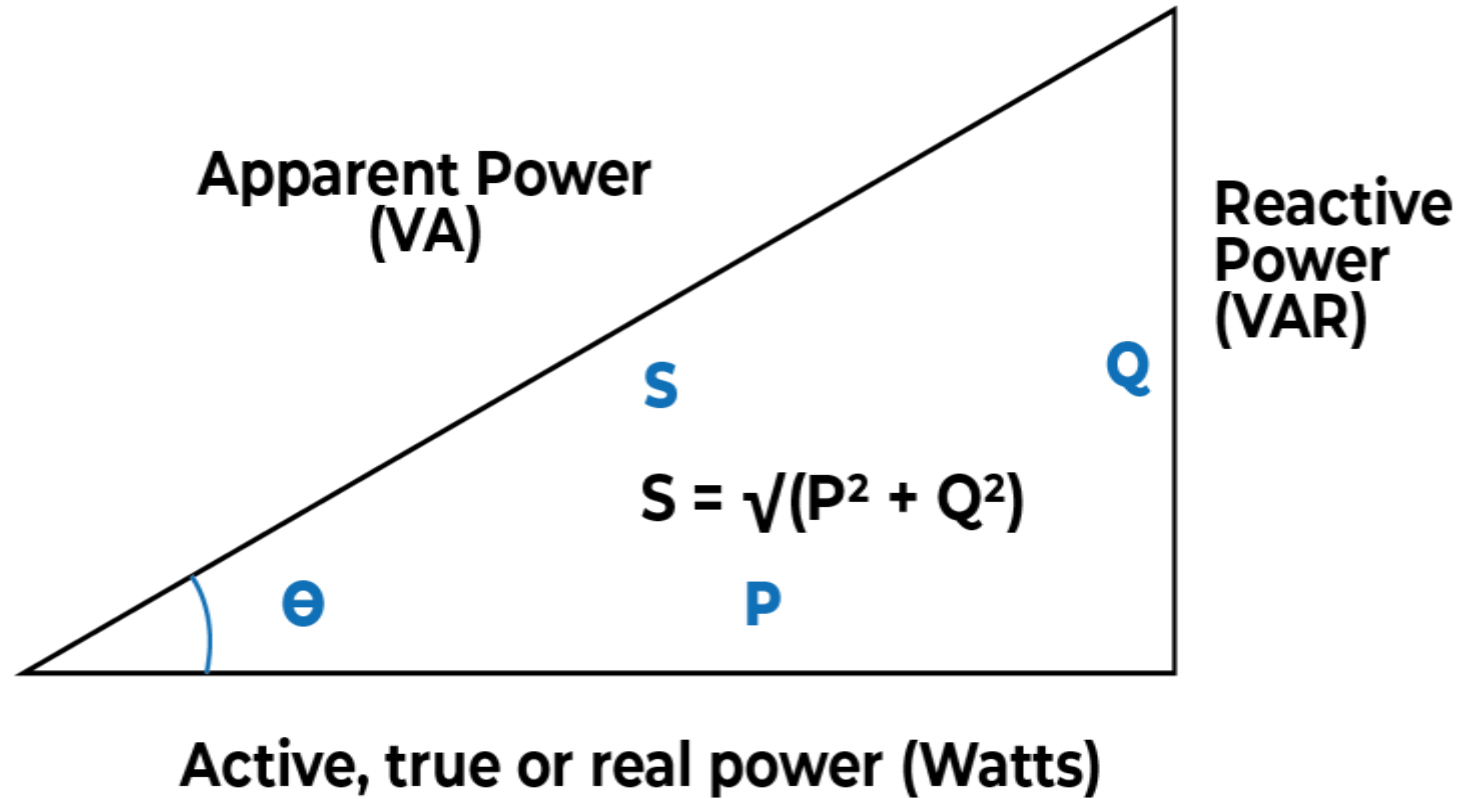 Apparent Power
(VA)
Reactive
Power
(VAR)
S
Q
S = √(P² + Q²)
Ɵ
P
Active, true or real power (Watts)